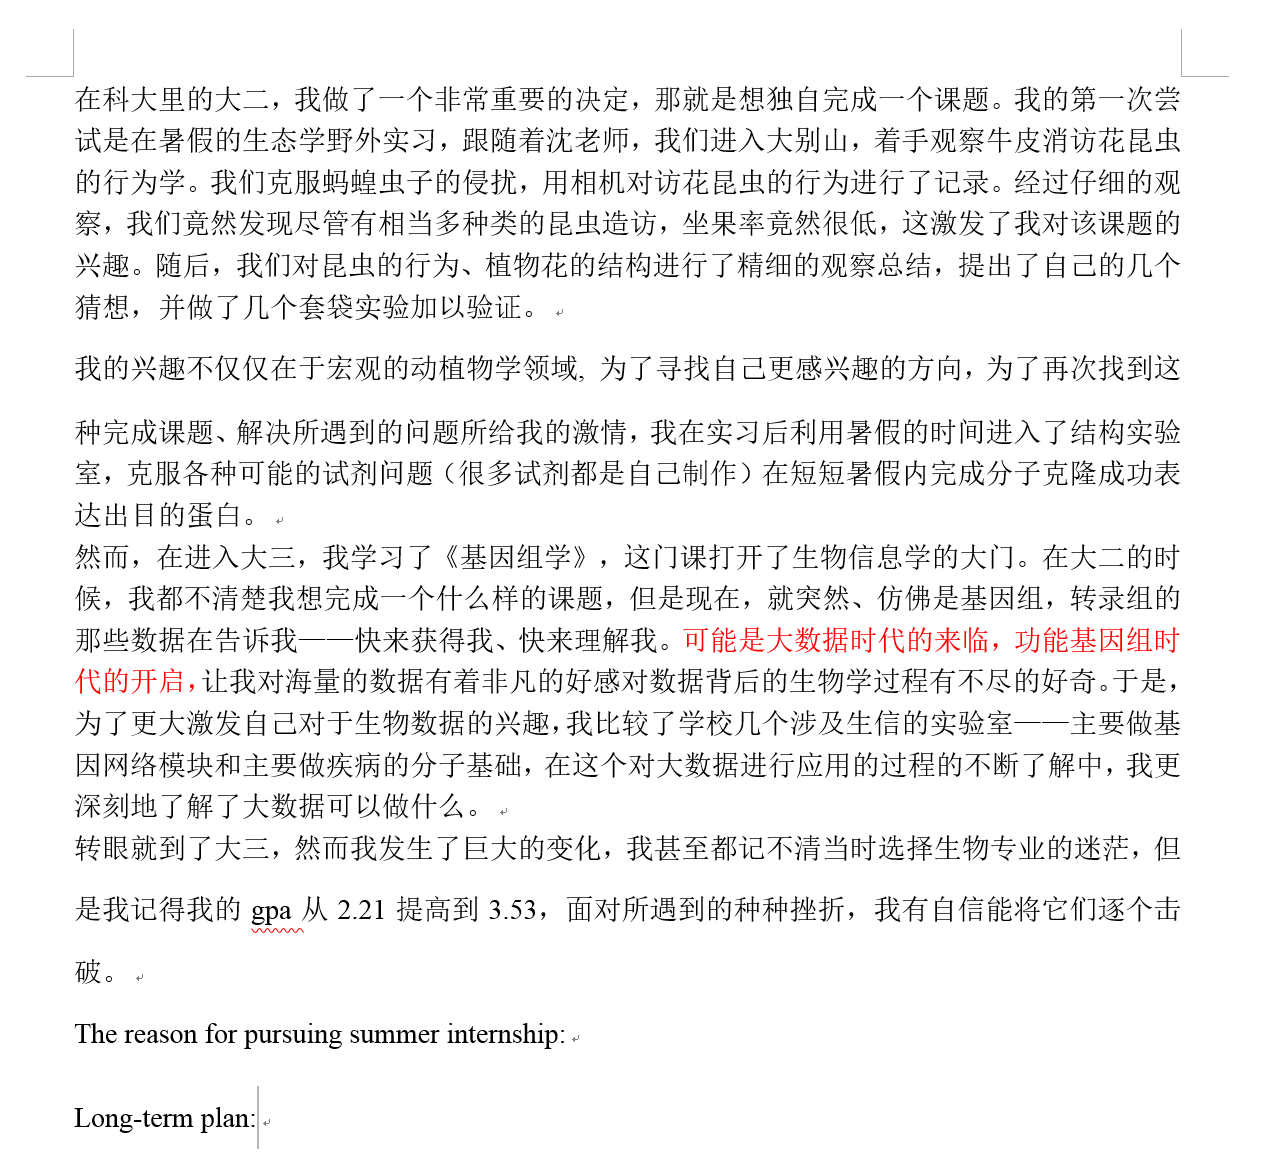 在科大里的大二，我做了一个非常重要的决定，那就是想独自完成一个课题。我的第一次尝
试是在暑假的生态学野外实习，跟随着沈老师，我们进入大别山，着手观察牛皮消访花昆虫
的行为学。我们克服蚂蝗虫子的侵扰，用相机对访花昆虫的行为进行了记录。经过仔细的观
察，我们竟然发现尽管有相当多种类的昆虫造访，坐果率竟然很低，这激发了我对该课题的
兴趣。随后，我们对昆虫的行为、植物花的结构进行了精细的观察总结，提出了自己的几个
猜想，并做了几个套袋实验加以验证。
我的兴趣不仅仅在于宏观的动植物学领域, 为了寻找自己更感兴趣的方向，为了再次找到这
种完成课题、解决所遇到的问题所给我的激情，我在实习后利用暑假的时间进入了结构实验
室，克服各种可能的试剂问题（很多试剂都是自己制作）在短短暑假内完成分子克隆成功表
达出目的蛋白。
然而，在进入大三，我学习了《基因组学》，这门课打开了生物信息学的大门。在大二的时
候，我都不清楚我想完成一个什么样的课题，但是现在，就突然、仿佛是基因组，转录组的
那些数据在告诉我——快来获得我、快来理解我。可能是大数据时代的来临，功能基因组时
代的开启，让我对海量的数据有着非凡的好感对数据背后的生物学过程有不尽的好奇。于是，
为了更大激发自己对于生物数据的兴趣，我比较了学校几个涉及生信的实验室——主要做基
因网络模块和主要做疾病的分子基础，在这个对大数据进行应用的过程的不断了解中，我更
深刻地了解了大数据可以做什么。
转眼就到了大三，然而我发生了巨大的变化，我甚至都记不清当时选择生物专业的迷茫，但
是我记得我的 gpa 从 2.21 提高到 3.53，面对所遇到的种种挫折，我有自信能将它们逐个击
破。
The reason for pursuing summer internship:
Long-term plan: